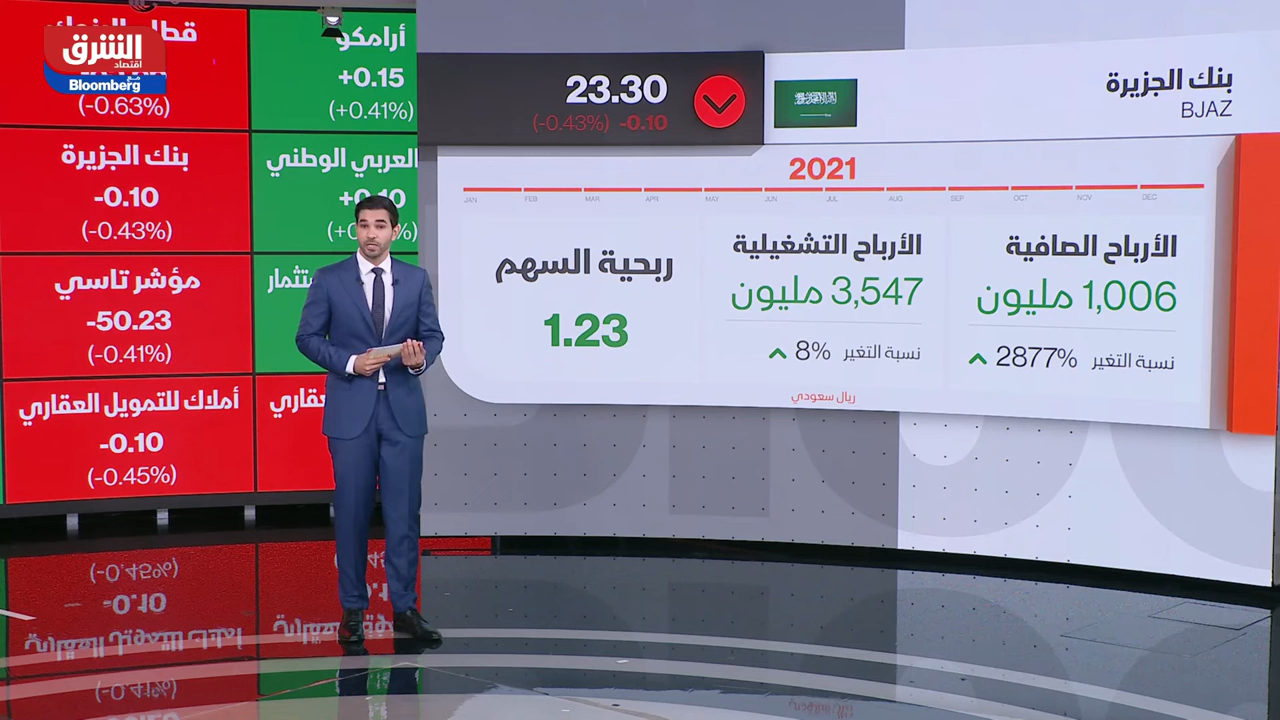 الشرق
اقتصاد
مع
Bloomberg
(-0.63%)
أرامكو
+0.15
(+0.41%)
بنك الجزيرة
-0.10
(-0.43%)
العربي الوطني
مؤشر تاسي
-50.23
(-0.41%)
أملاك للتمويل العقاري
-0.10
(-0.45%)
23.30
(-0.43%) -0.10
بنك الجزيرة
BJAZ
2021
JAN FEB MAR APR MAY JUN JUL AUG SEP OCT NOV DEC
الأرباح الصافية
1,006 مليون
نسبة التغير 2877%
الأرباح التشغيلية
3,547 مليون
نسبة التغير 8%
ربحية السهم
1.23
ريال سعودي